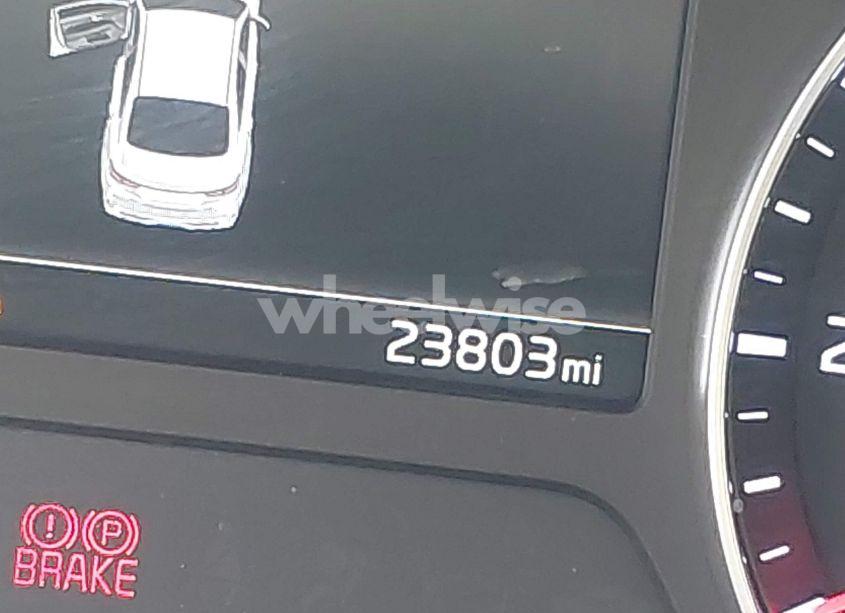 wheelwise
23803mi
! P
BRAKE